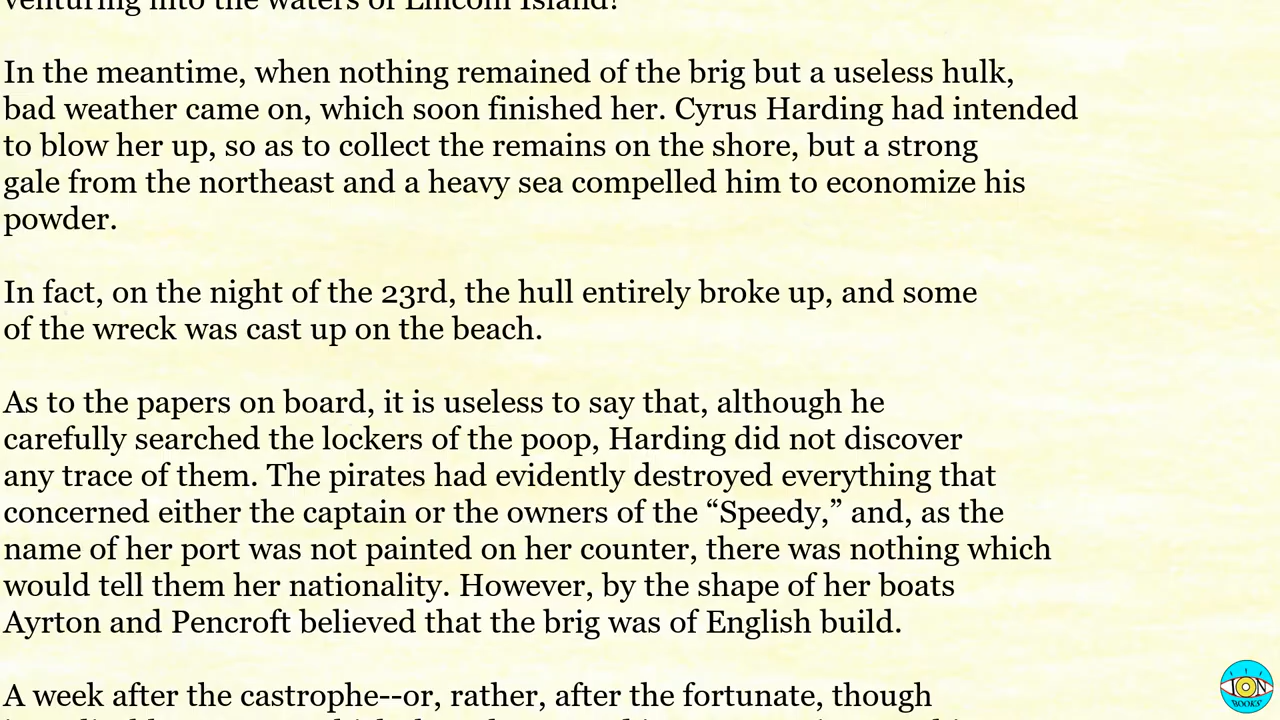 venturing into the waters of Lincoln Island!
In the meantime, when nothing remained of the brig but a useless hulk,
bad weather came on, which soon finished her. Cyrus Harding had intended
to blow her up, so as to collect the remains on the shore, but a strong
gale from the northeast and a heavy sea compelled him to economize his
powder.
In fact, on the night of the 23rd, the hull entirely broke up, and some
of the wreck was cast up on the beach.
As to the papers on board, it is useless to say that, although he
carefully searched the lockers of the poop, Harding did not discover
any trace of them. The pirates had evidently destroyed everything that
concerned either the captain or the owners of the “Speedy,” and, as the
name of her port was not painted on her counter, there was nothing which
would tell them her nationality. However, by the shape of her boats
Ayrton and Pencroft believed that the brig was of English build.
A week after the castrophe--or, rather, after the fortunate, though
ION
BOOKS